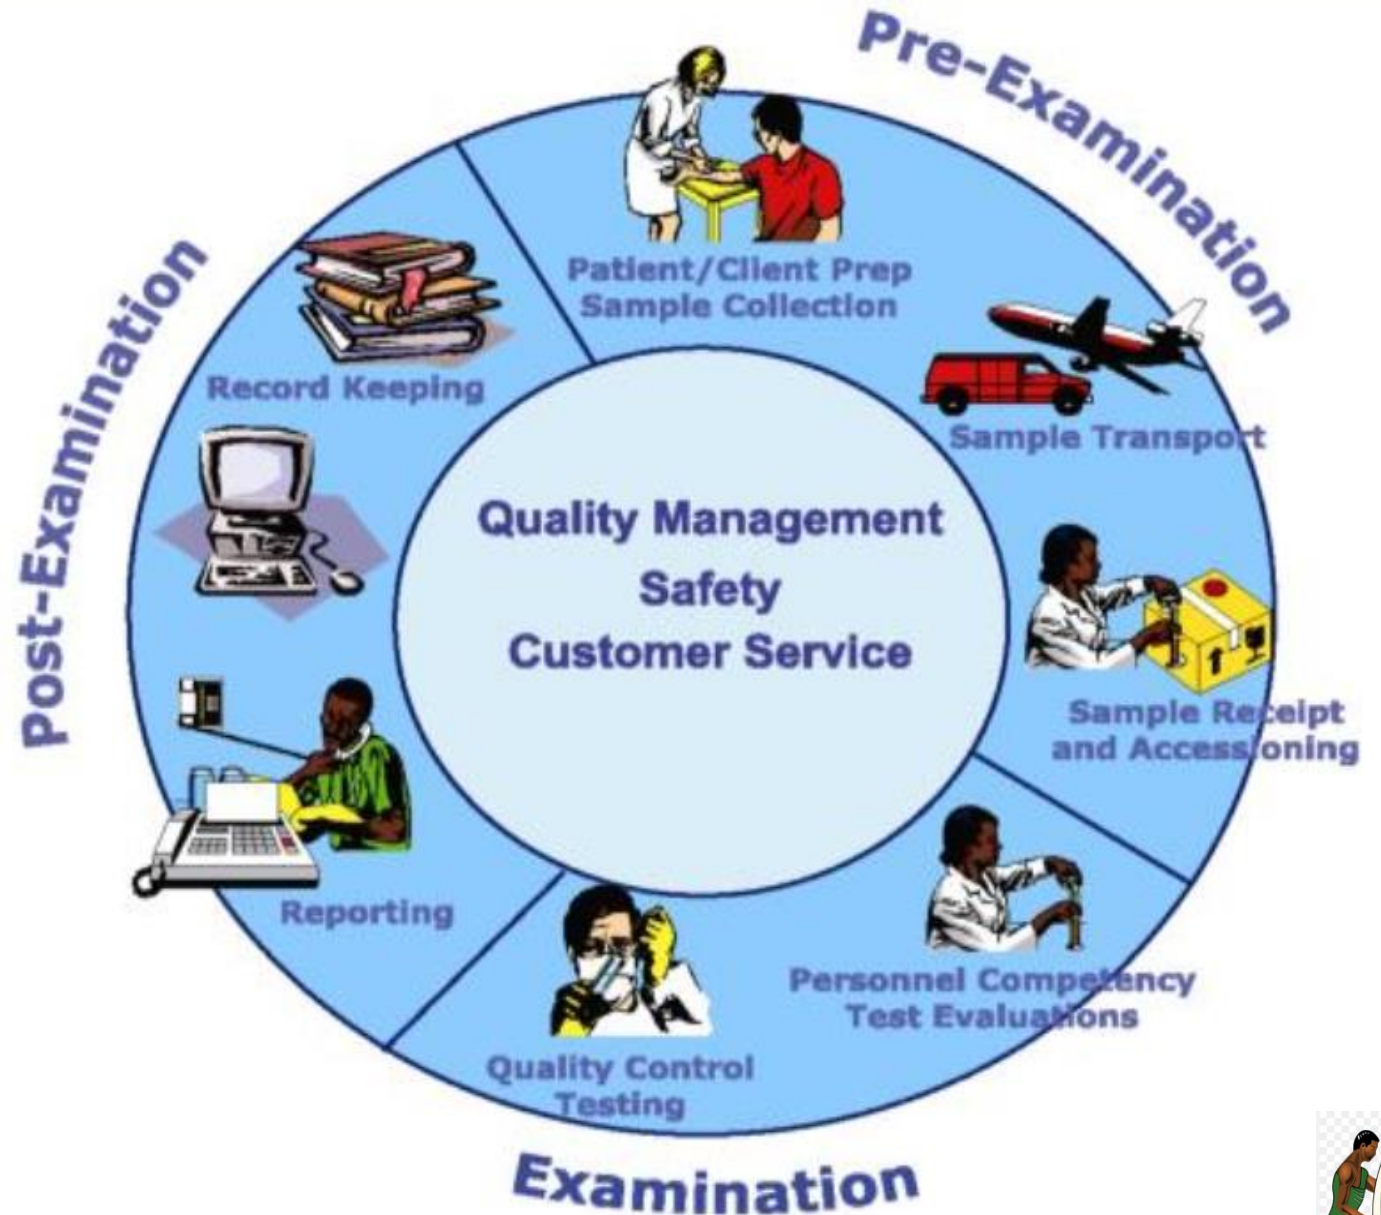 Pre-Examination
Patient/Client Prep
Sample Collection
Sample Transport
Sample Receipt
and Accessioning
Personnel Competency
Test Evaluations
Quality Control
Testing
Examination
Reporting
Record Keeping
Post-Examination
Quality Management
Safety
Customer Service